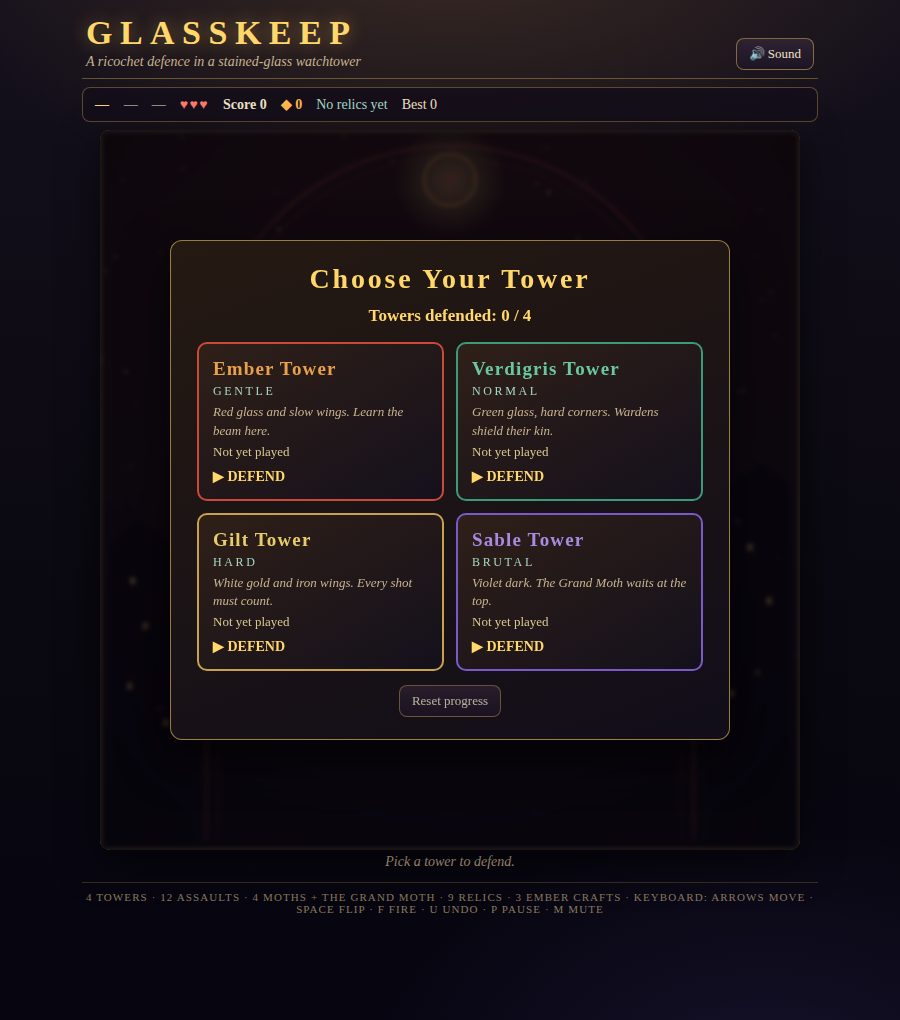 GLASSKEEP
A ricochet defence in a stained-glass watchtower
🔊 Sound
— — — ♥♥♥ Score 0 ◆ 0 No relics yet Best 0
Choose Your Tower
Towers defended: 0 / 4
Ember Tower
GENTLE
Red glass and slow wings. Learn the
beam here.
Not yet played
▶ DEFEND
Verdigris Tower
NORMAL
Green glass, hard corners. Wardens
shield their kin.
Not yet played
▶ DEFEND
Gilt Tower
HARD
White gold and iron wings. Every shot
must count.
Not yet played
▶ DEFEND
Sable Tower
BRUTAL
Violet dark. The Grand Moth waits at the
top.
Not yet played
▶ DEFEND
Reset progress
Pick a tower to defend.
4 TOWERS · 12 ASSAULTS · 4 MOTHS + THE GRAND MOTH · 9 RELICS · 3 EMBER CRAFTS · KEYBOARD: ARROWS MOVE ·
SPACE FLIP · F FIRE · U UNDO · P PAUSE · M MUTE